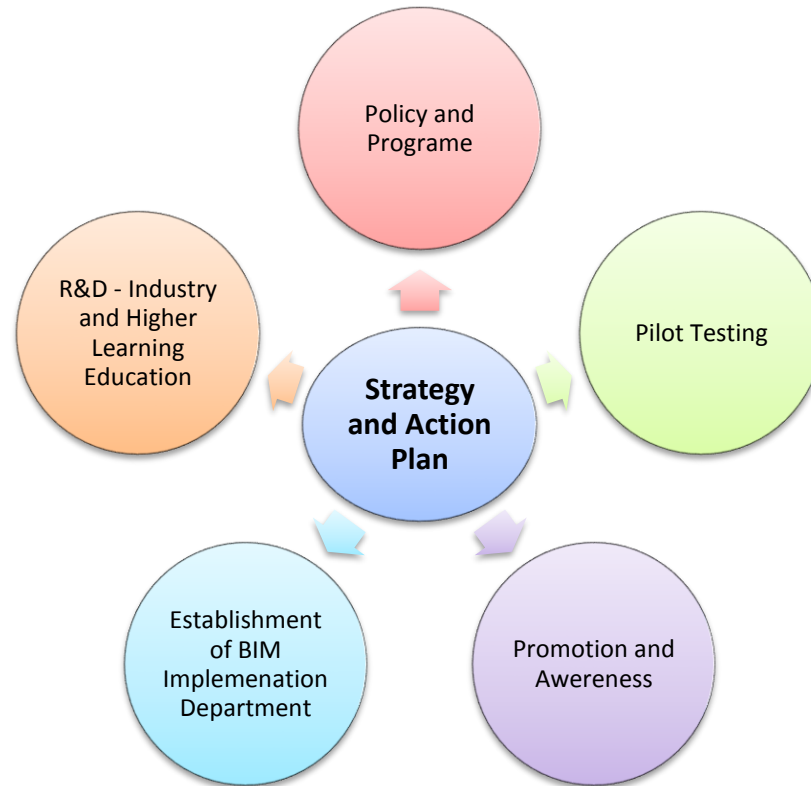 Policy and
Programe
R&D - Industry
and Higher
Learning
Education
Pilot Testing
Strategy
and Action
Plan
Establishment
of BIM
Implemenation
Department
Promotion and
Awereness